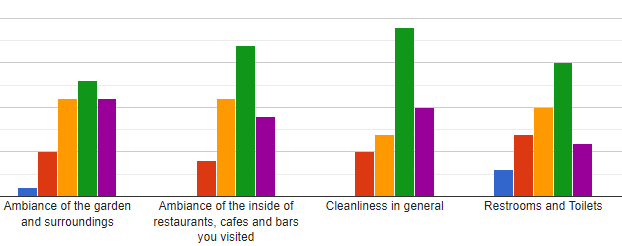 Ambiance of the garden
and surroundings
Ambiance of the inside of
restaurants, cafes and bars
you visited
Cleanliness in general
Restrooms and Toilets